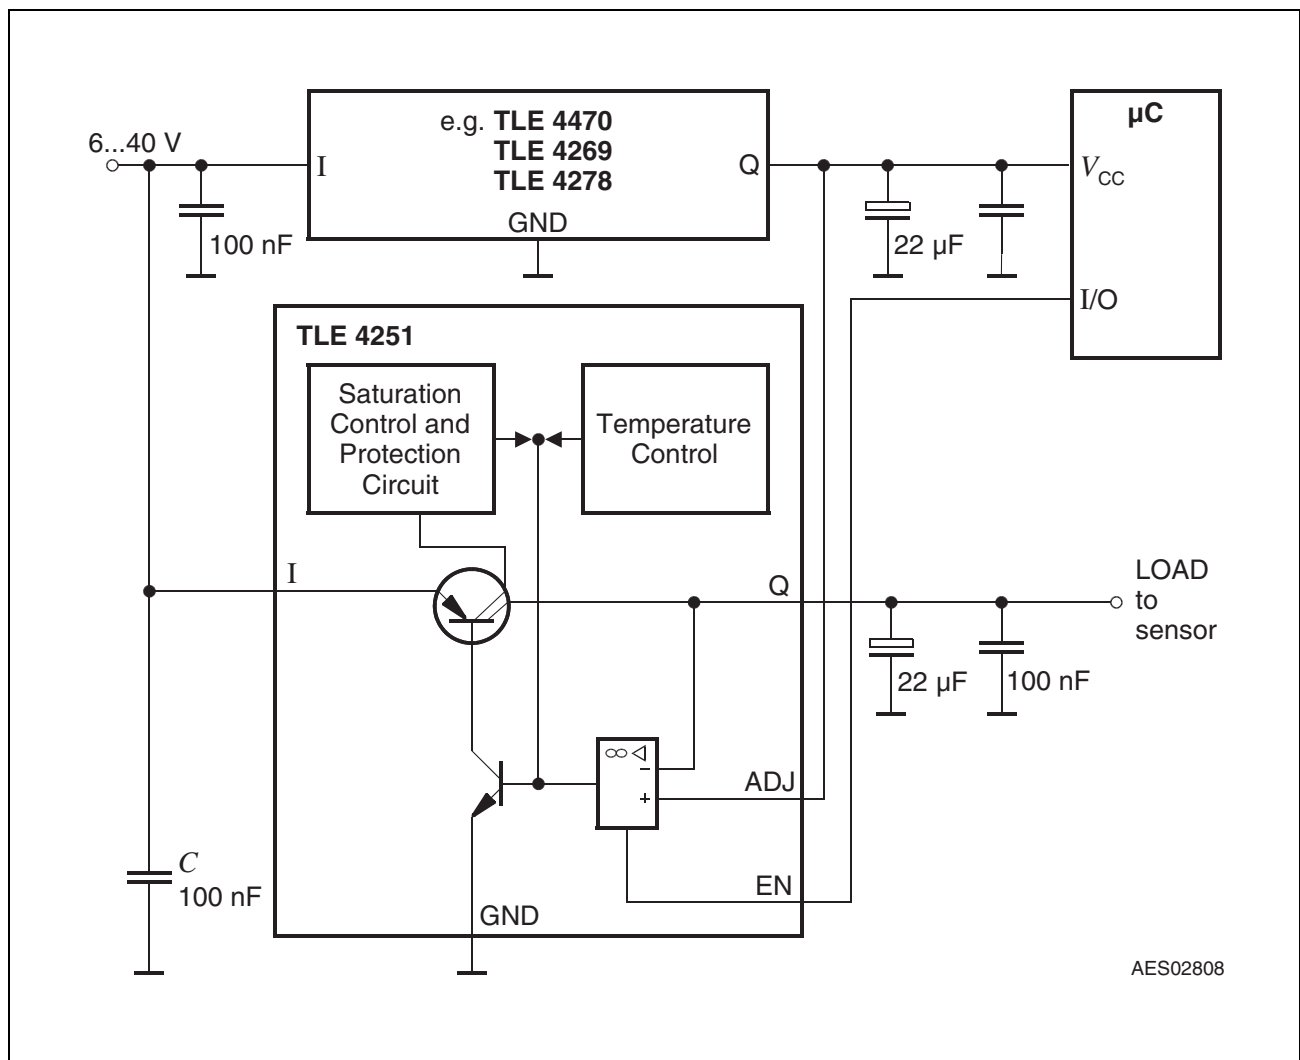 6...40 V
I
e.g. TLE 4470
TLE 4269
TLE 4278
Q
GND
100 nF
µC
VCC
I/O
22 µF
TLE 4251
Saturation
Control and
Protection
Circuit
Temperature
Control
I
Q
LOAD
to
sensor
22 µF
100 nF
∞
−
+
ADJ
EN
GND
C
100 nF
AES02808